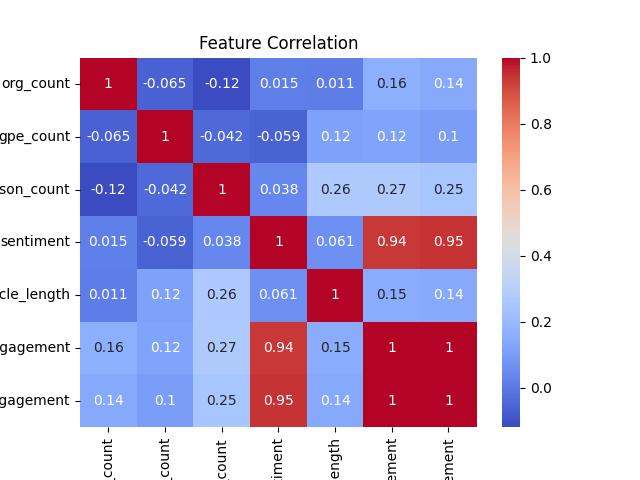 Feature Correlation
org_count 1 -0.065 -0.12 0.015 0.011 0.16 0.14
gpe_count -0.065 1 -0.042 -0.059 0.12 0.12 0.1
son_count -0.12 -0.042 1 0.038 0.26 0.27 0.25
sentiment 0.015 -0.059 0.038 1 0.061 0.94 0.95
cle_length 0.011 0.12 0.26 0.061 1 0.15 0.14
gagement 0.16 0.12 0.27 0.94 0.15 1 1
gagement 0.14 0.1 0.25 0.95 0.14 1 1
_count
_count
_count
timent
ength
ement
ement
1.0
0.8
0.6
0.4
0.2
0.0